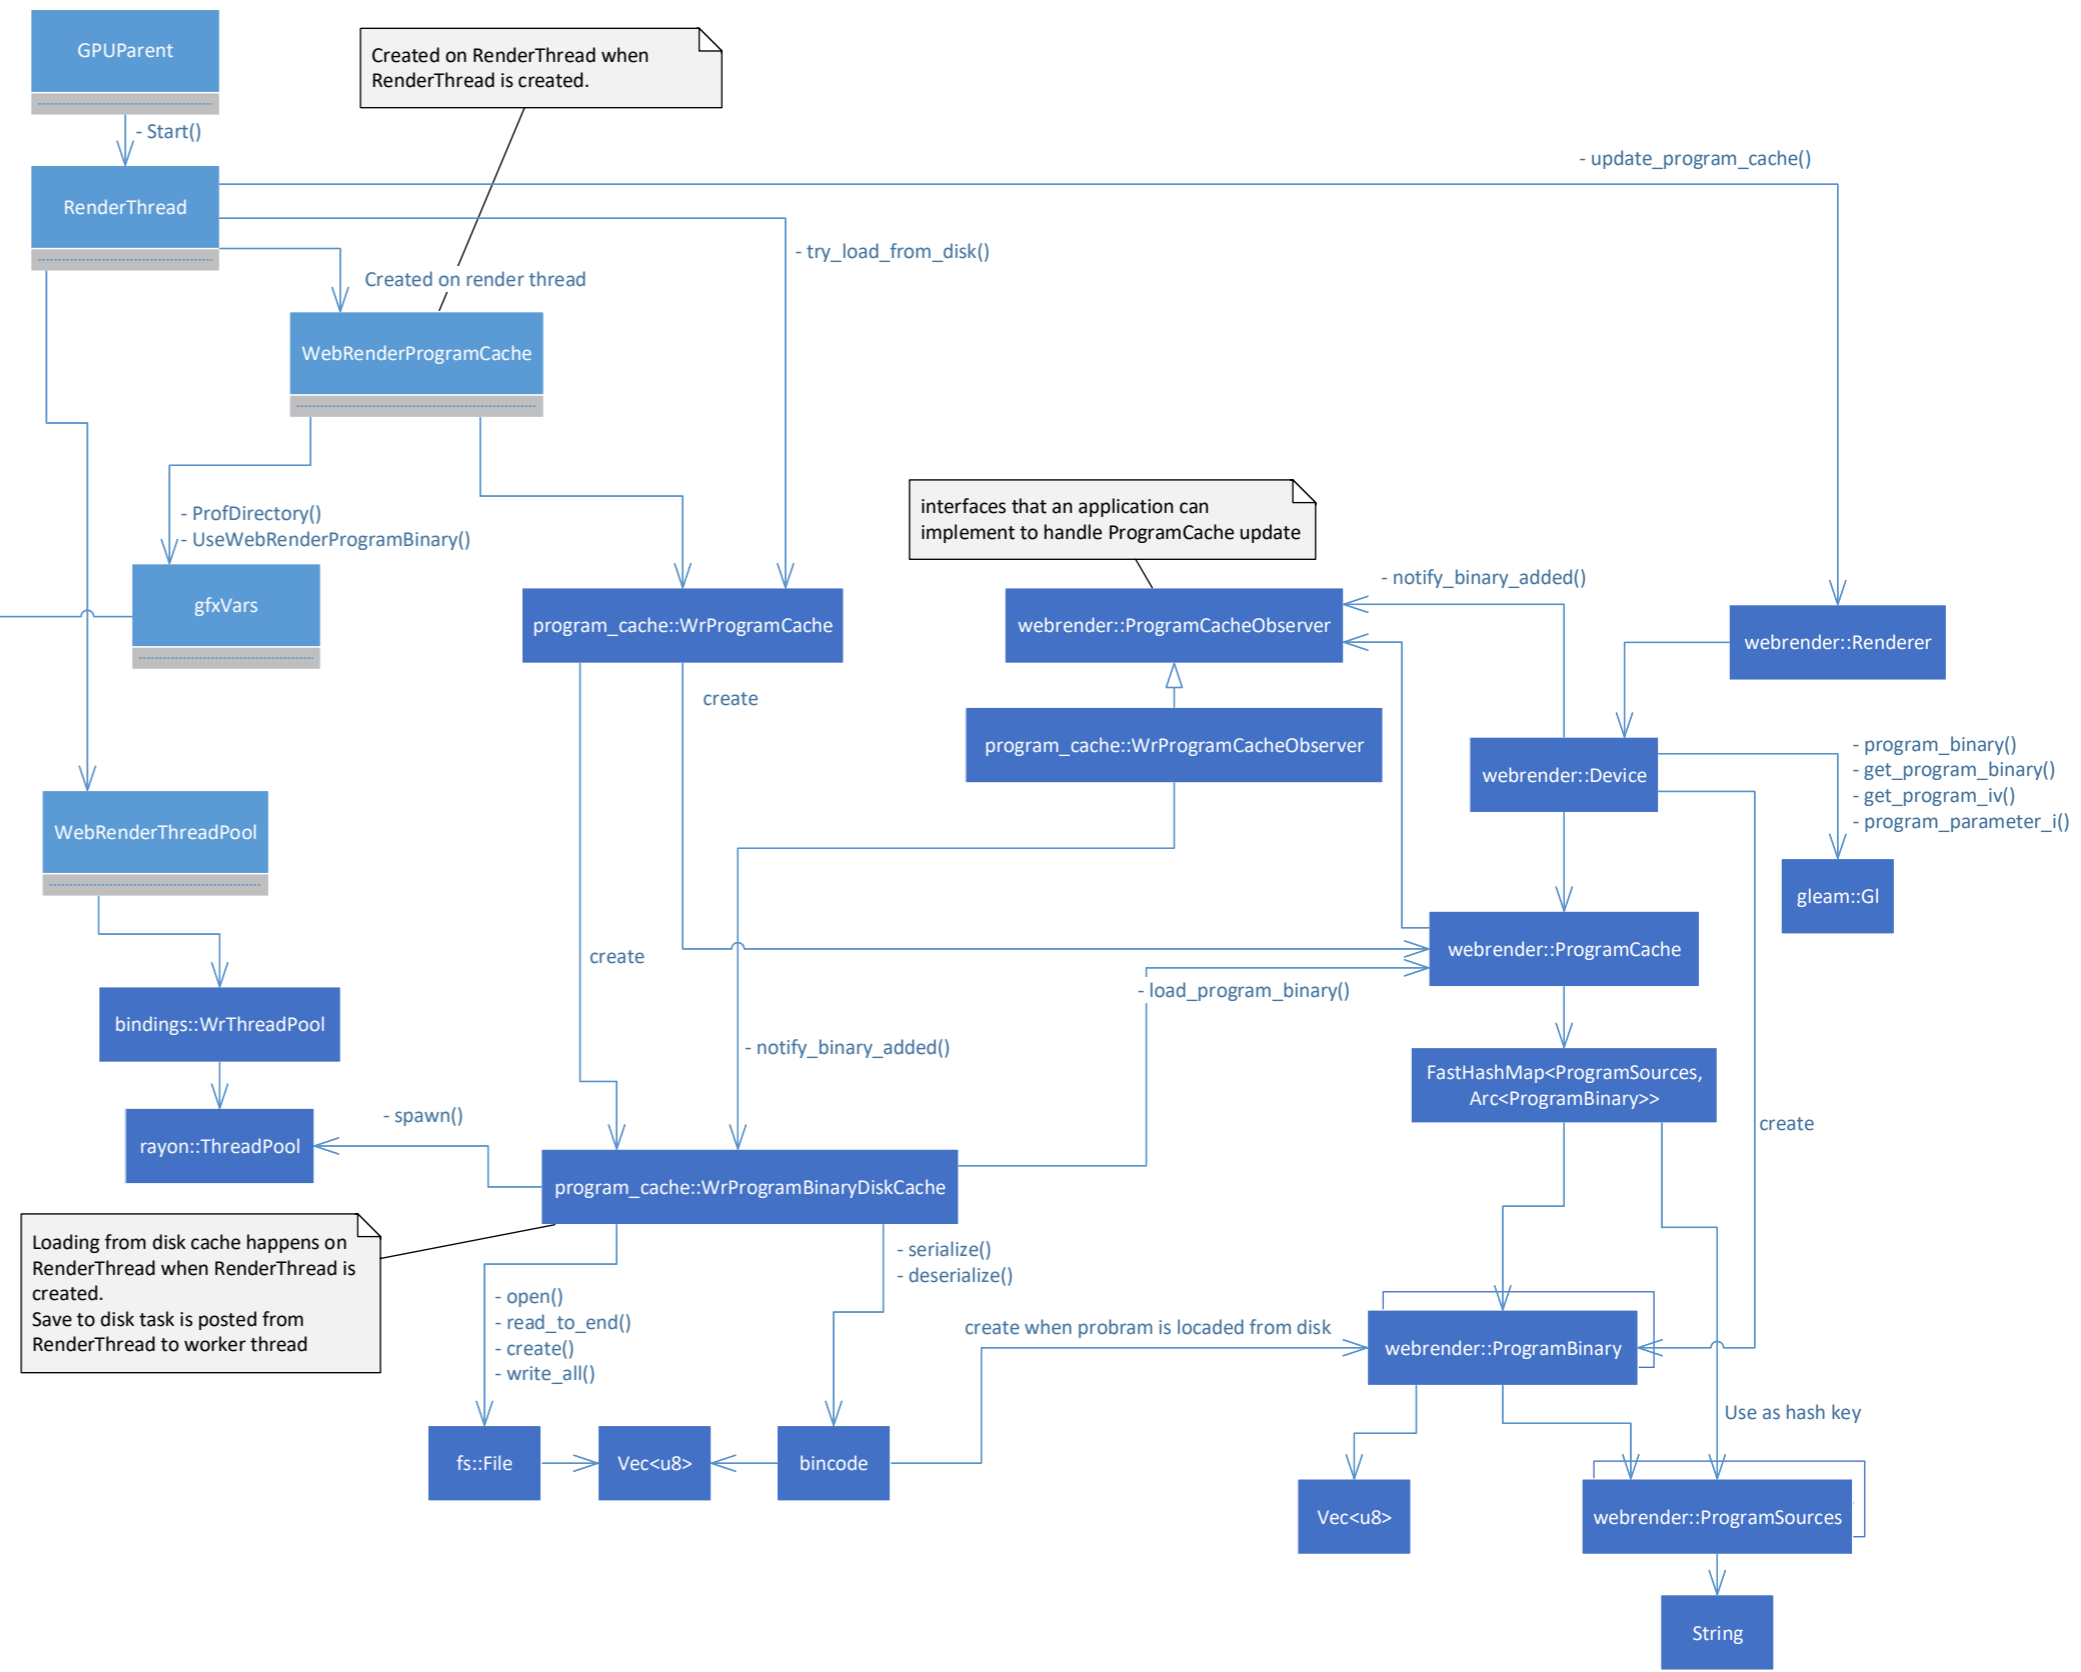 GPUParent
- Start()
Created on RenderThread when
RenderThread is created.
- update_program_cache()
RenderThread
- try_load_from_disk()
Created on render thread
WebRenderProgramCache
- ProfDirectory()
- UseWebRenderProgramBinary()
gfxVars
interfaces that an application can
implement to handle ProgramCache update
- notify_binary_added()
program_cache::WrProgramCache
webrender::ProgramCacheObserver
webrender::Renderer
create
program_cache::WrProgramCacheObserver
webrender::Device
- program_binary()
- get_program_binary()
- get_program_iv()
- program_parameter_i()
WebRenderThreadPool
gleam::Gl
create
webrender::ProgramCache
- load_program_binary()
bindings::WrThreadPool
- notify_binary_added()
FastHashMap<ProgramSources,
Arc<ProgramBinary>>
- spawn()
create
rayon::ThreadPool
program_cache::WrProgramBinaryDiskCache
Loading from disk cache happens on
RenderThread when RenderThread is
created.
Save to disk task is posted from
RenderThread to worker thread
- serialize()
- deserialize()
- open()
- read_to_end()
- create()
- write_all()
create when probram is locaded from disk
webrender::ProgramBinary
Use as hash key
fs::File
Vec<u8>
bincode
Vec<u8>
webrender::ProgramSources
String